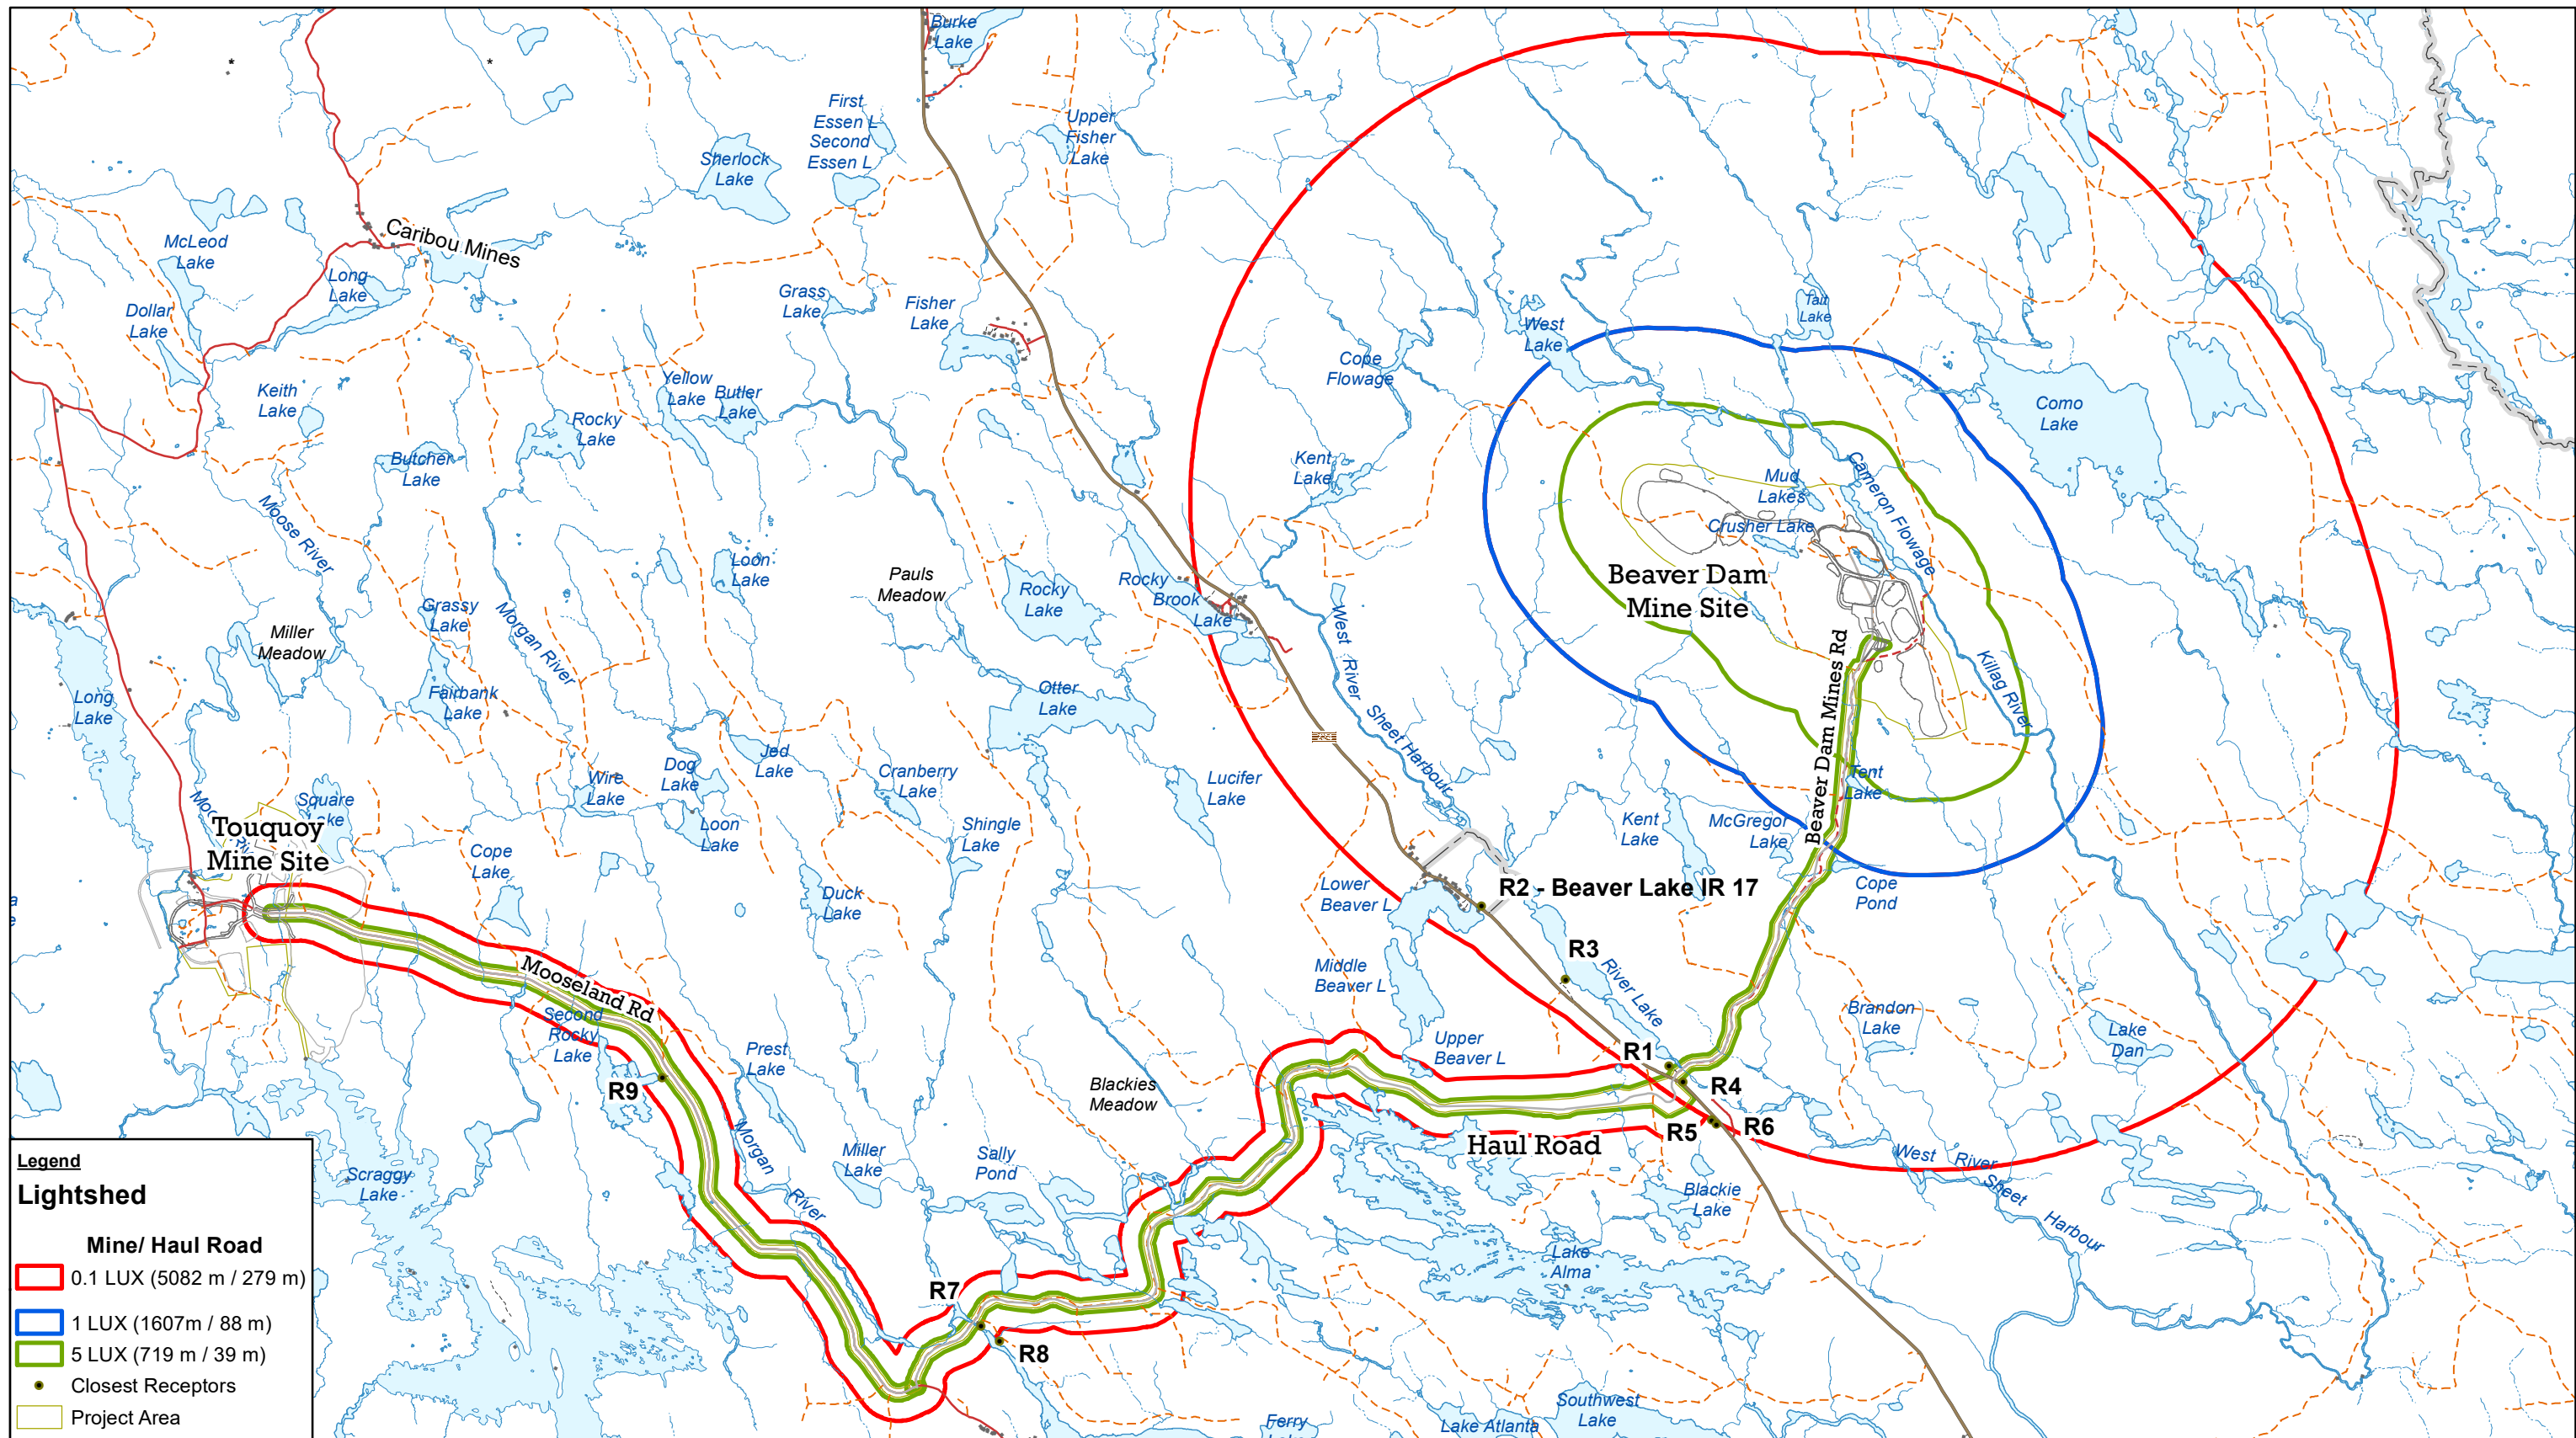 Burke
Lake
*
*
First
Essen L
Second
Essen L
Upper
Fisher
Lake
Sherlock
Lake
Caribou Mines
McLeod
Lake
Long
Lake
Dollar
Lake
Grass
Lake
Fisher
Lake
West
Lake
Tait
Lake
Cope
Flowage
Keith
Lake
Yellow
Lake
Butler
Lake
Rocky
Lake
Como
Lake
Butcher
Lake
Kent
Lake
Mud
Lakes
Cameron Flowage
Crusher Lake
Moose River
Loon
Lake
Pauls
Meadow
Rocky
Lake
Rocky
Brook
Lake
Beaver Dam
Mine Site
Grassy
Lake
Morgan River
Miller
Meadow
West River Sheet Harbour
Beaver Dam Mines Rd
Killag River
Long
Lake
Fairbank
Lake
Otter
Lake
Jed
Lake
Dog
Lake
Wire
Lake
Cranberry
Lake
Lucifer
Lake
Tent
Lake
Square
Lake
Touquoy
Mine Site
Loon
Lake
Shingle
Lake
Kent
Lake
McGregor
Lake
Cope
Lake
Duck
Lake
Lower
Beaver L
R2 - Beaver Lake IR 17
Cope
Pond
Mooseland Rd
Middle
Beaver L
R3
River Lake
Second
Rocky
Lake
Brandon
Lake
Lake
Dan
Prest
Lake
Upper
Beaver L
R1
R9
Blackies
Meadow
R4
R5
R6
Haul Road
Morgan River
Miller
Lake
Sally
Pond
West River Sheet Harbour
Scraggy
Lake
Blackie
Lake
Lake
Alma
R7
R8
Ferry
Lake Atlanta
Southwest
Lake
Legend
Lightshed
Mine/ Haul Road
0.1 LUX (5082 m / 279 m)
1 LUX (1607m / 88 m)
5 LUX (719 m / 39 m)
Closest Receptors
Project Area